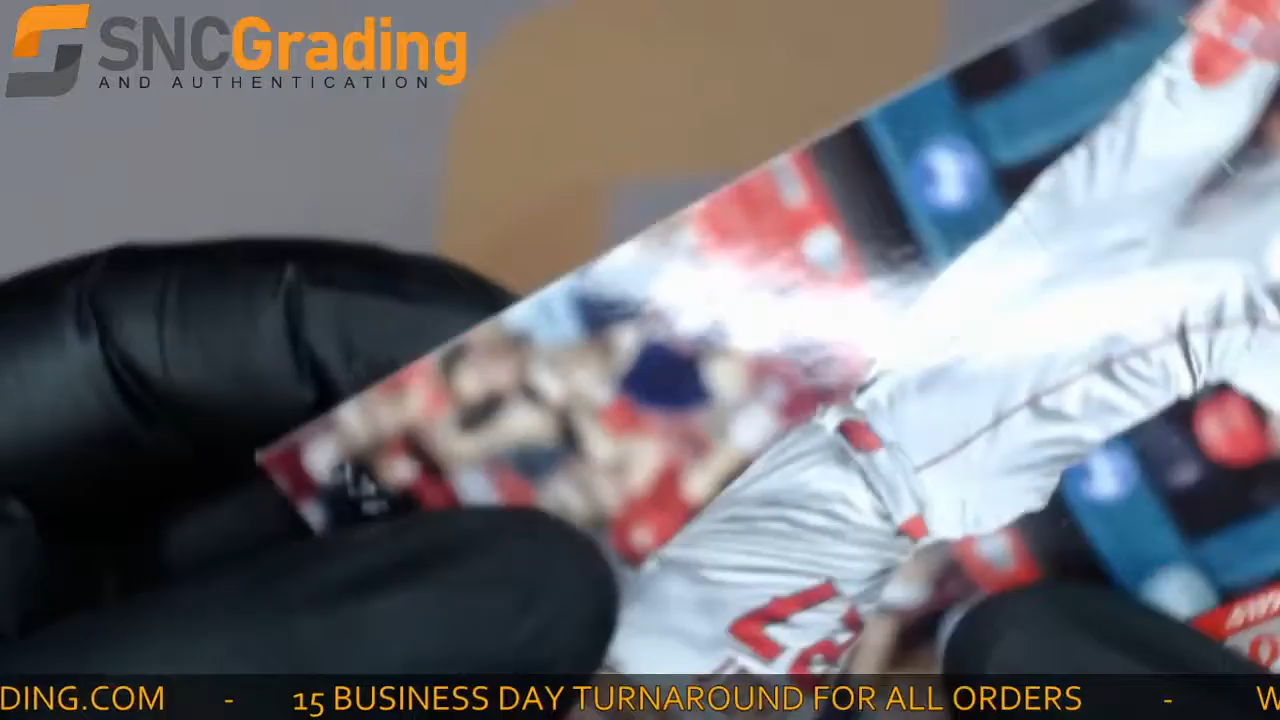 SNCGrading
AND AUTHENTICATION
DING.COM - 15 BUSINESS DAY TURNAROUND FOR ALL ORDERS - W